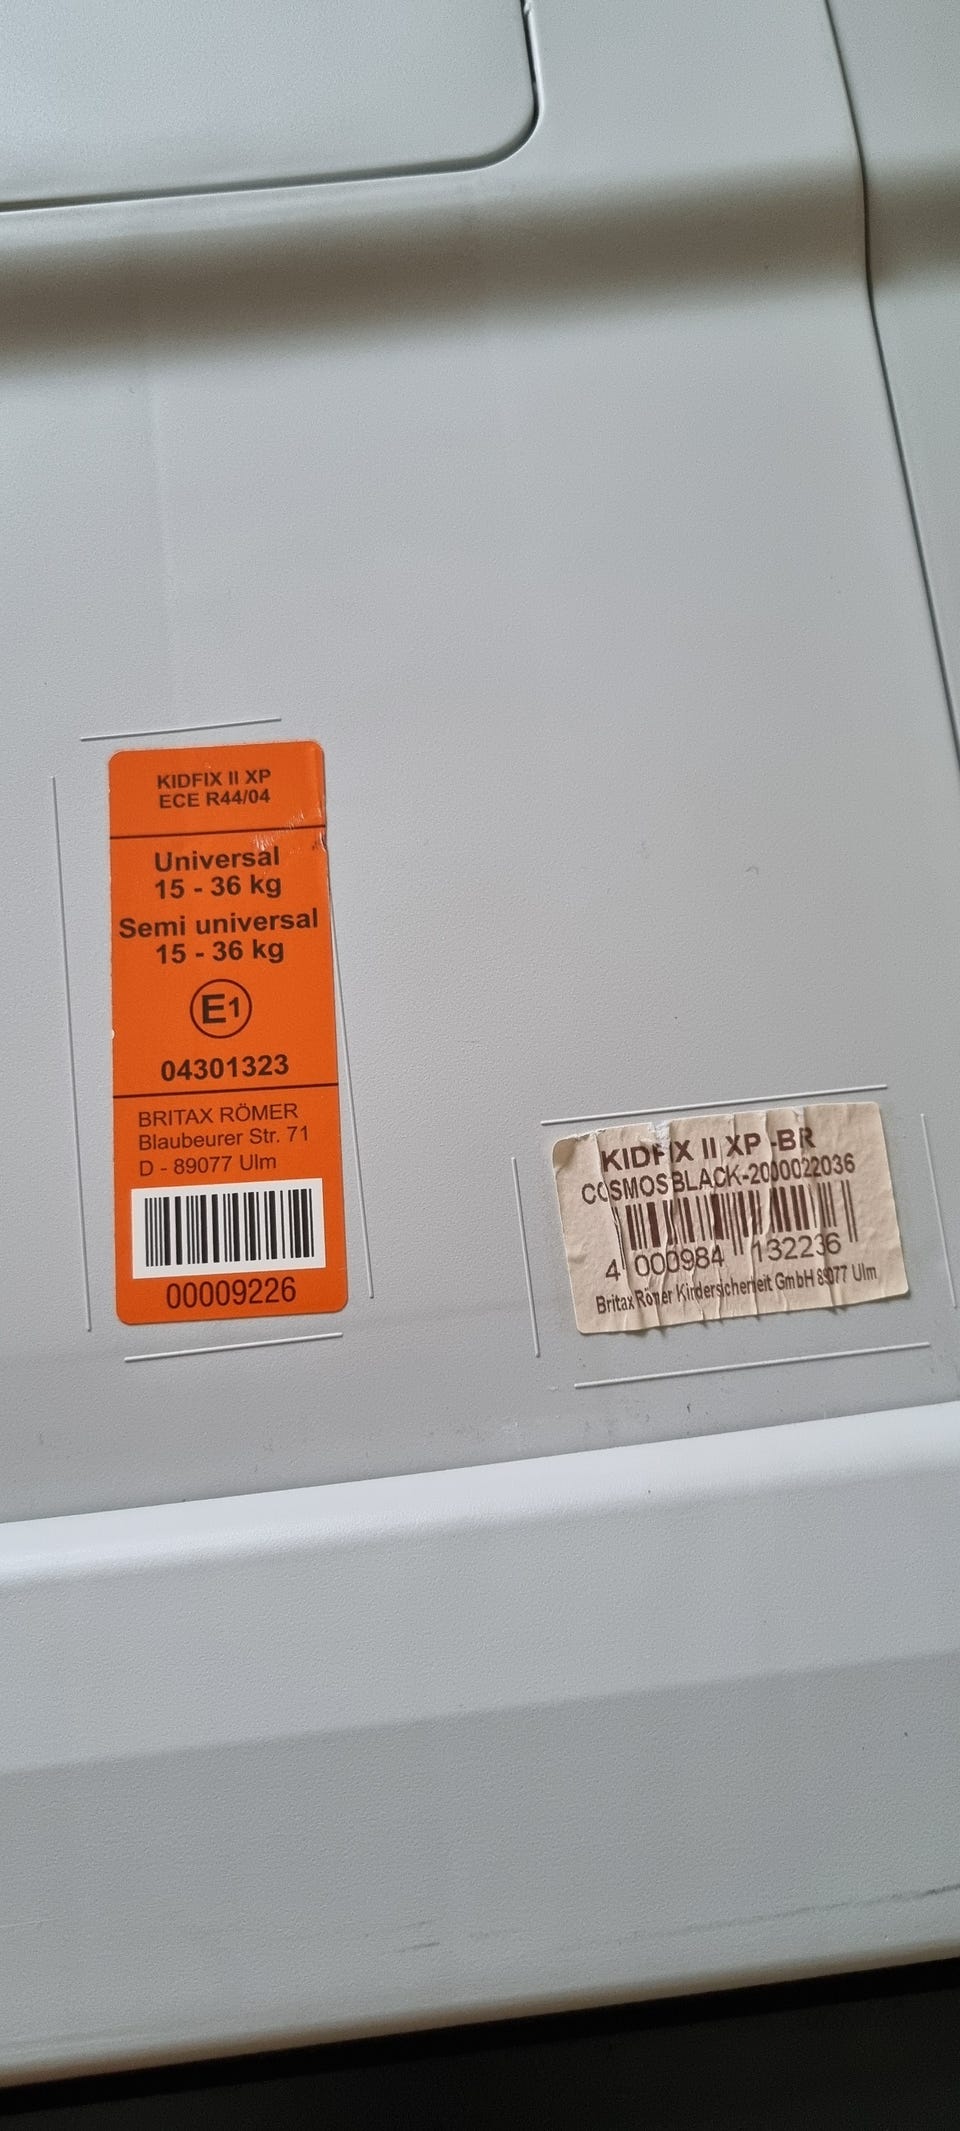 KIDFIX II XP
ECE R44/04
Universal
15 - 36 kg
Semi universal
15 - 36 kg
E1
04301323
BRITAX RÖMER
Blaubeurer Str. 71
D - 89077 Ulm
00009226
KIDFIX II XP -BR
COSMOS BLACK-2000022036
4 000984 132236
Britax Römer Kindersicherheit GmbH 89077 Ulm